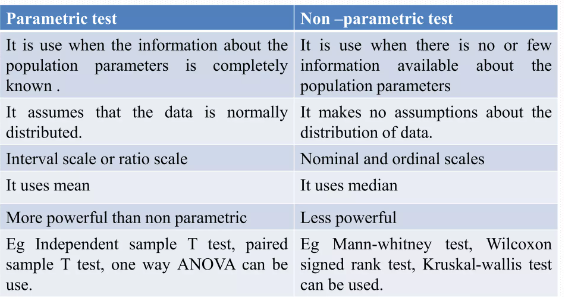 Parametric test
Non –parametric test
It is use when the information about the
population parameters is completely
known .
It is use when there is no or few
information available about the
population parameters
It assumes that the data is normally
distributed.
It makes no assumptions about the
distribution of data.
Interval scale or ratio scale
Nominal and ordinal scales
It uses mean
It uses median
More powerful than non parametric
Less powerful
Eg Independent sample T test, paired
sample T test, one way ANOVA can be
use.
Eg Mann-whitney test, Wilcoxon
signed rank test, Kruskal-wallis test
can be used.